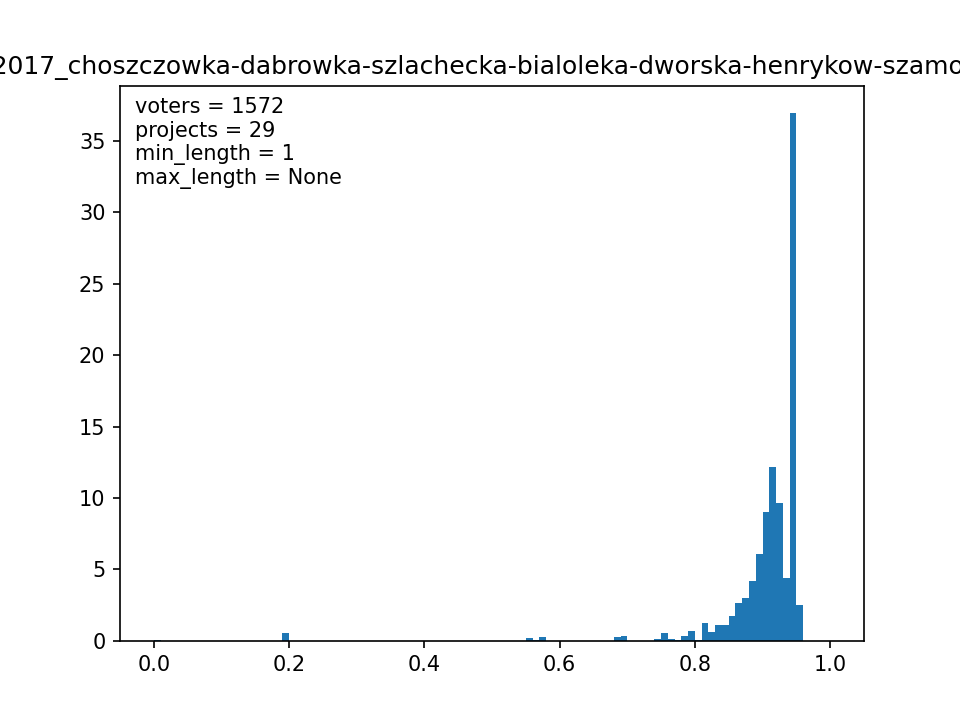 2017_choszczowka-dabrowka-szlachecka-bialoleka-dworska-henrykow-szamo
voters = 1572
projects = 29
min_length = 1
max_length = None
35
30
25
20
15
10
5
0
0.0 0.2 0.4 0.6 0.8 1.0